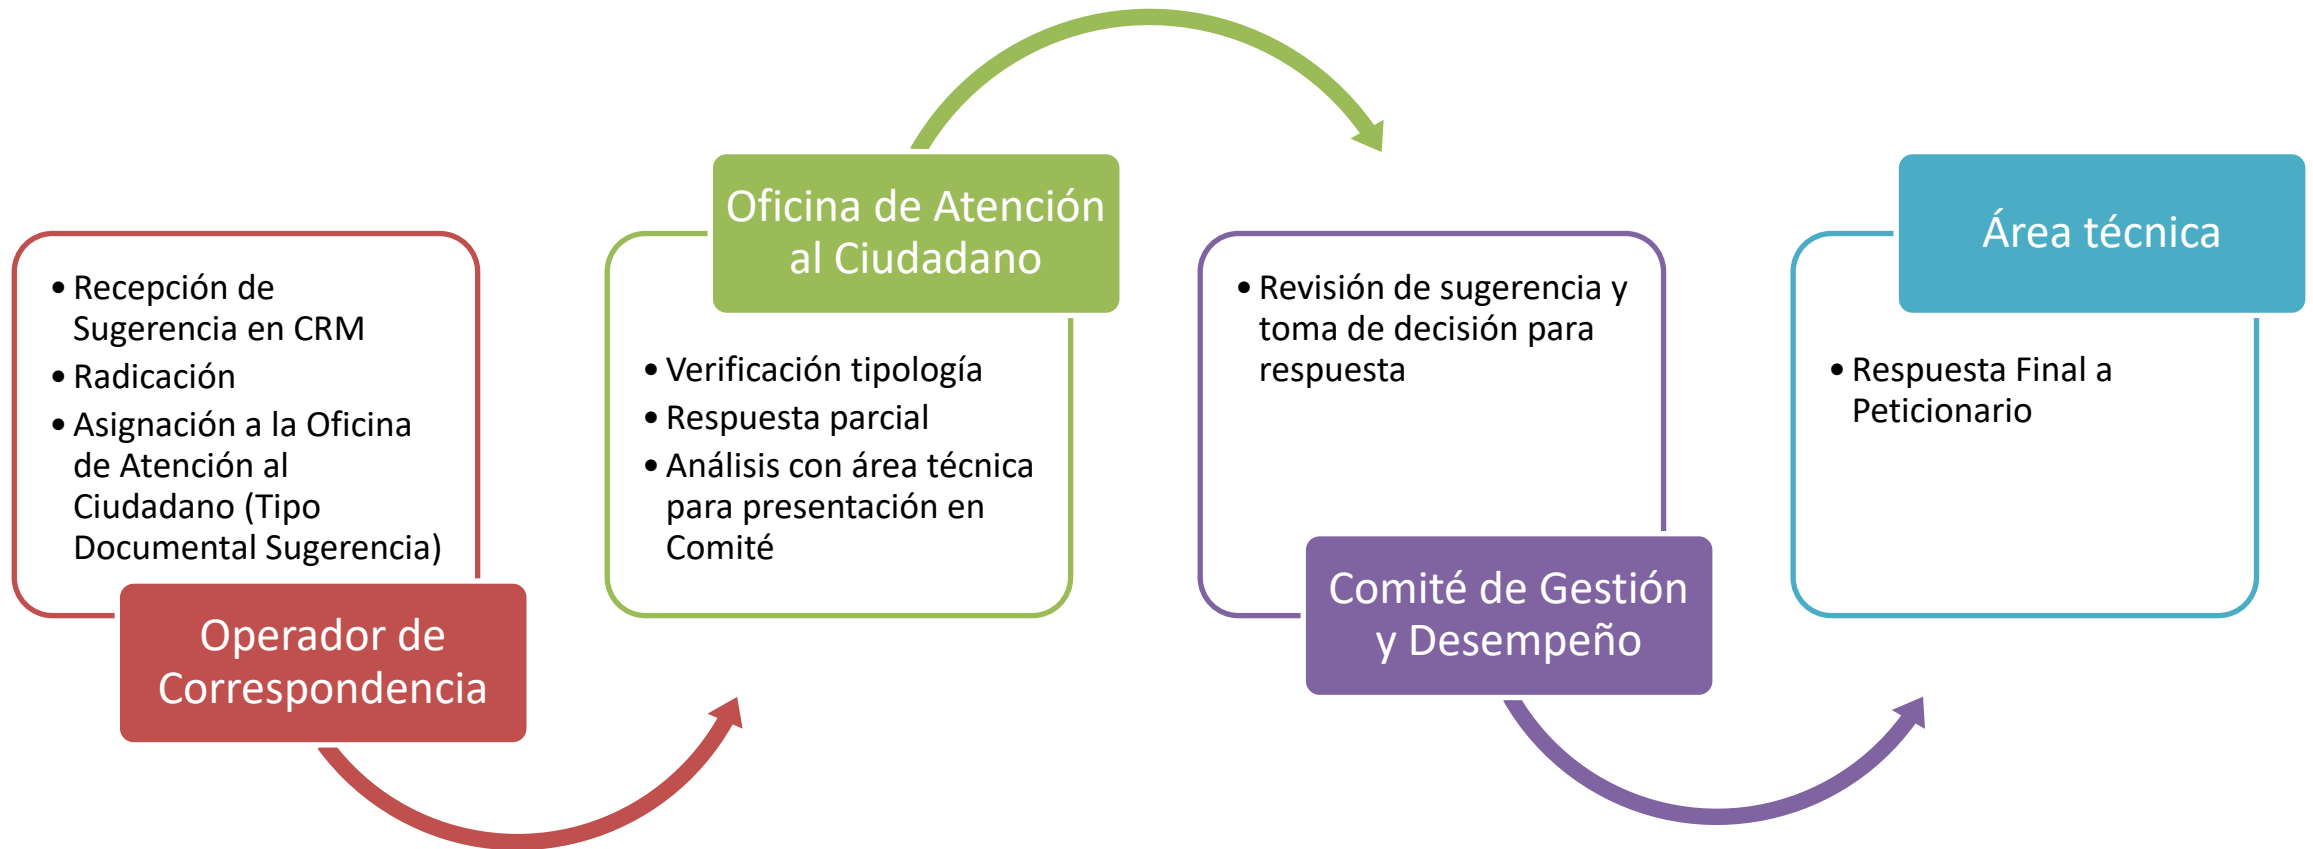 • Recepción de
Sugerencia en CRM
• Radicación
• Asignación a la Oficina
de Atención al
Ciudadano (Tipo
Documental Sugerencia)
Operador de
Correspondencia
Oficina de Atención
al Ciudadano
• Verificación tipología
• Respuesta parcial
• Análisis con área técnica
para presentación en
Comité
• Revisión de sugerencia y
toma de decisión para
respuesta
Comité de Gestión
y Desempeño
Área técnica
• Respuesta Final a
Peticionario